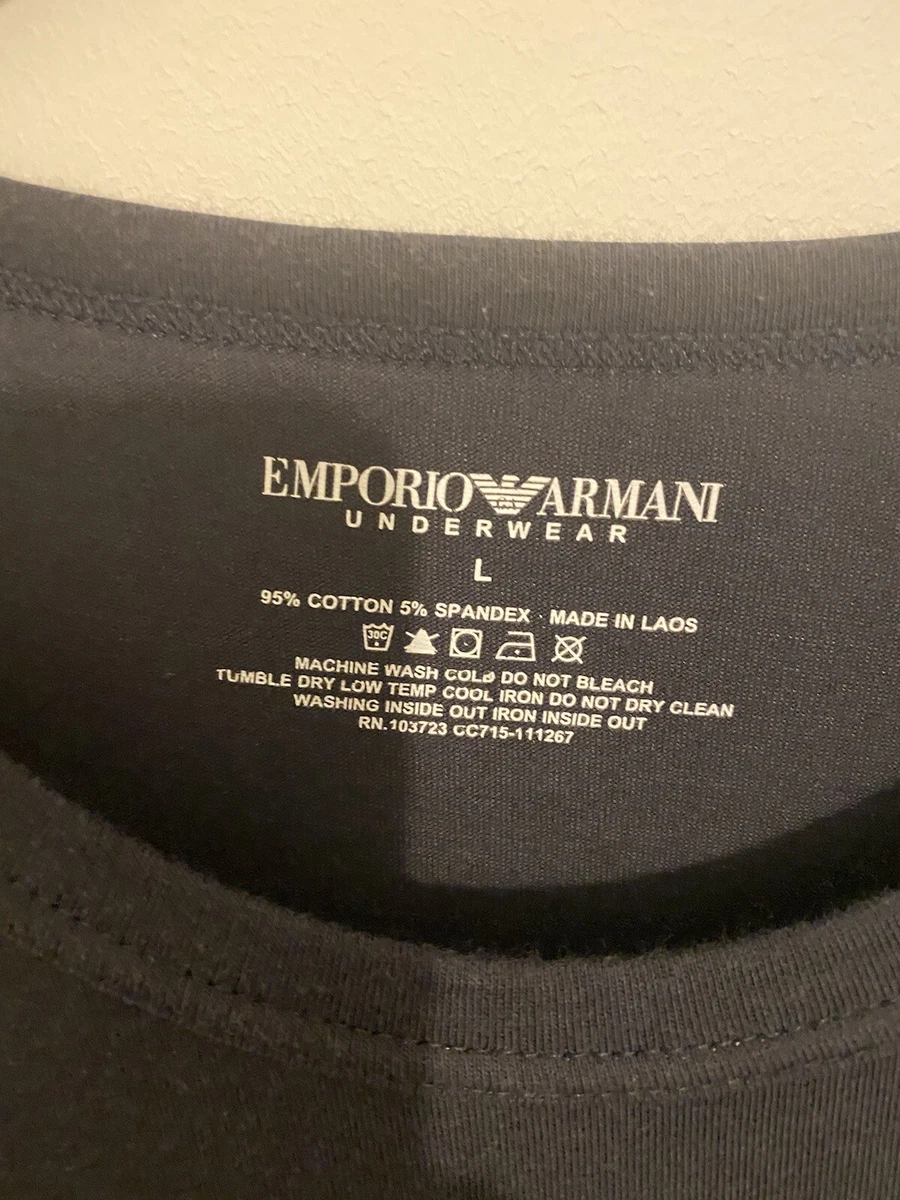 EMPORIO ARMANI
UNDERWEAR
L
95% COTTON 5% SPANDEX · MADE IN LAOS
30C
MACHINE WASH COLD DO NOT BLEACH
TUMBLE DRY LOW TEMP COOL IRON DO NOT DRY CLEAN
WASHING INSIDE OUT IRON INSIDE OUT
RN.103723 CC715-111267